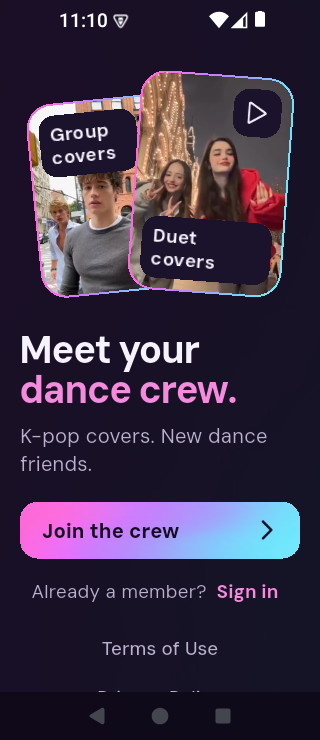 11:10
Group
covers
Duet
covers
Meet your
dance crew.
K-pop covers. New dance
friends.
Join the crew
Already a member? Sign in
Terms of Use